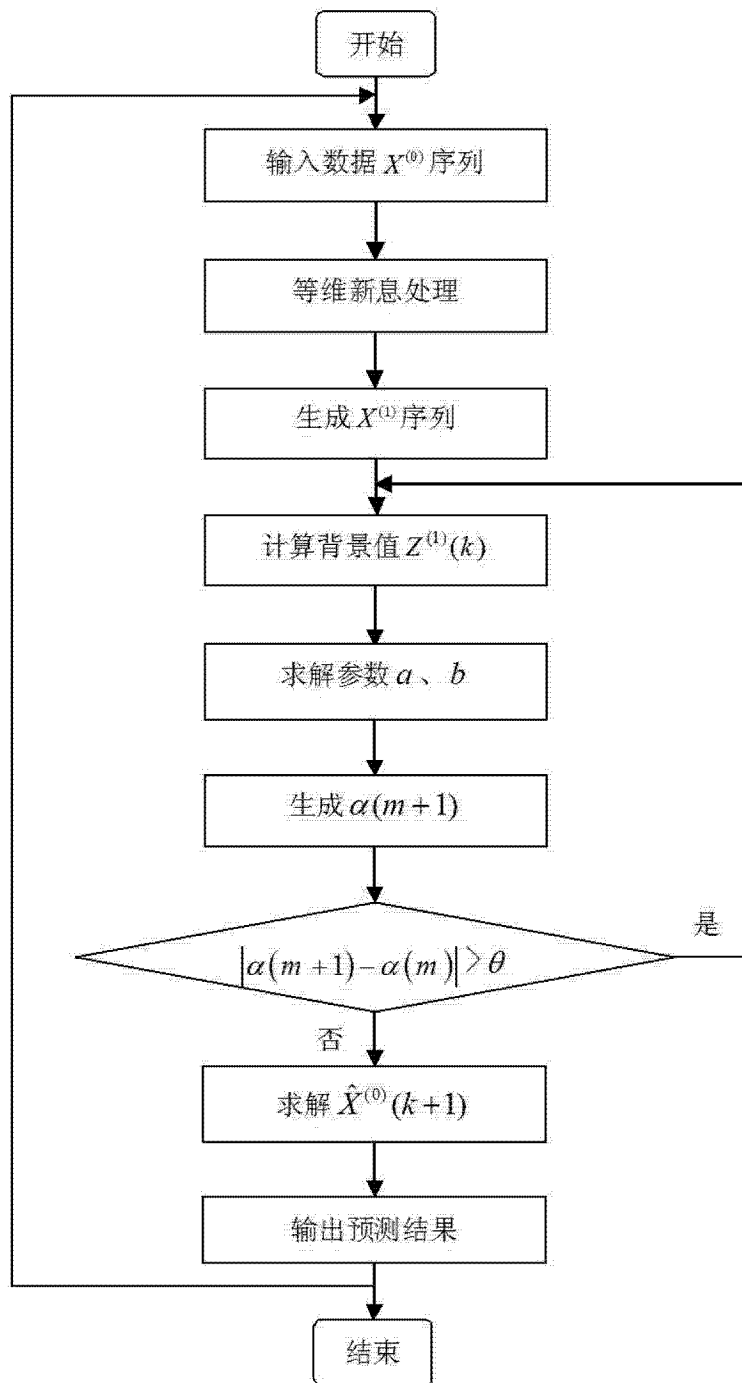 开始
输入数据 X⁽⁰⁾ 序列
等维新息处理
生成 X⁽¹⁾ 序列
计算背景值 Z⁽¹⁾(k)
求解参数 a、b
生成 α(m+1)
是
|α(m+1)−α(m)|>θ
否
求解 X̂⁽⁰⁾(k+1)
输出预测结果
结束